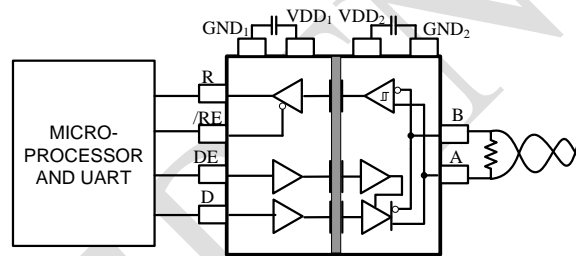 GND1 VDD1 VDD2 GND2
R
/RE
DE
D
MICRO-
PROCESSOR
AND UART
B
A